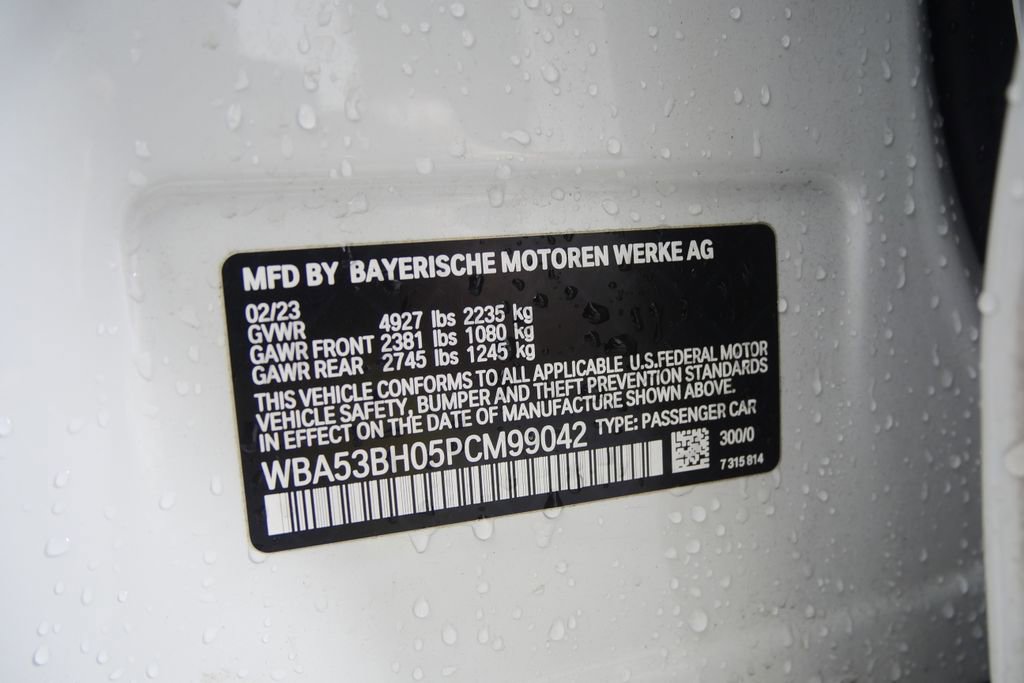 MFD BY BAYERISCHE MOTOREN WERKE AG
02/23
GVWR 4927 lbs 2235 kg
GAWR FRONT 2381 lbs 1080 kg
GAWR REAR 2745 lbs 1245 kg
THIS VEHICLE CONFORMS TO ALL APPLICABLE U.S.FEDERAL MOTOR
VEHICLE SAFETY, BUMPER AND THEFT PREVENTION STANDARDS
IN EFFECT ON THE DATE OF MANUFACTURE SHOWN ABOVE.
WBA53BH05PCM99042 TYPE: PASSENGER CAR
300/0
7 315 814